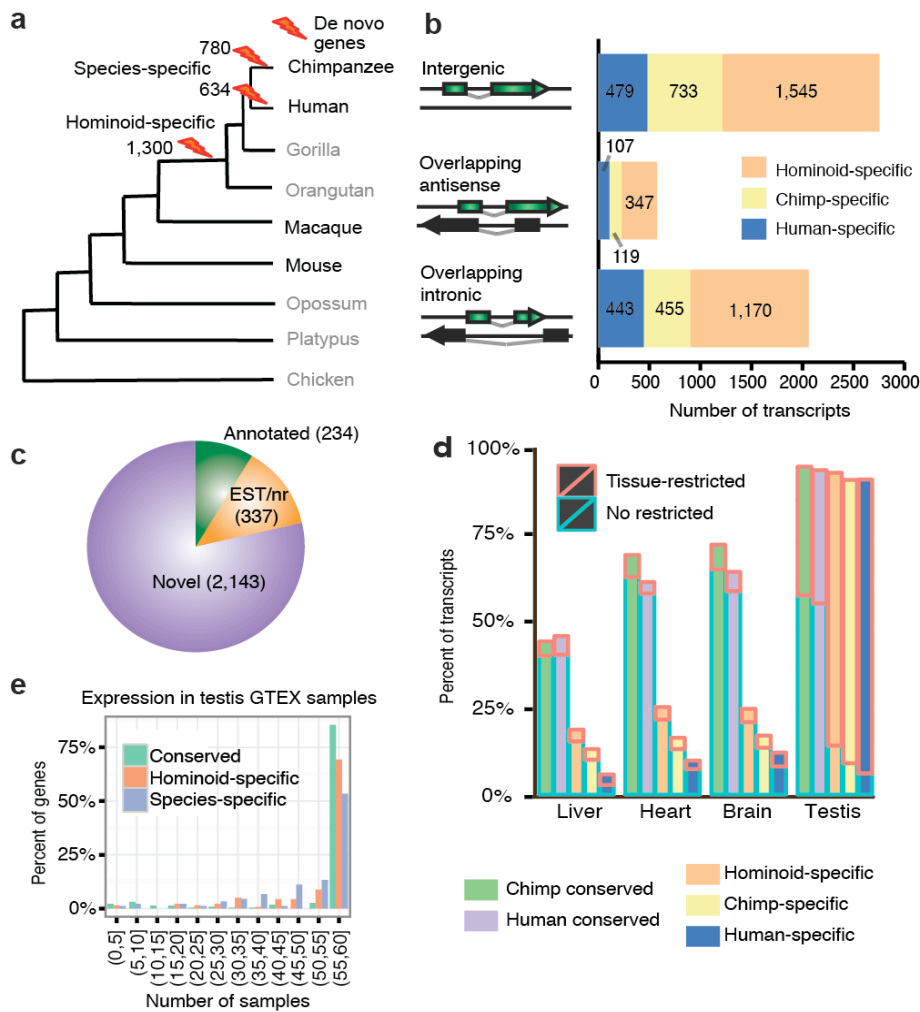 a
De novo
genes
780
Species-specific
Chimpanzee
634
Human
Hominoid-specific
1,300
Gorilla
Orangutan
Macaque
Mouse
Opossum
Platypus
Chicken
b
Intergenic
479
733
1,545
107
Overlapping
antisense
347
119
Hominoid-specific
Chimp-specific
Human-specific
Overlapping
intronic
443
455
1,170
0
500
1000
1500
2000
2500
3000
Number of transcripts
c
Annotated (234)
EST/nr
(337)
Novel (2,143)
d
100%
75%
50%
25%
0%
Percent of transcripts
Tissue-restricted
No restricted
Liver
Heart
Brain
Testis
Chimp conserved
Human conserved
Hominoid-specific
Chimp-specific
Human-specific
e
Expression in testis GTEX samples
75%
50%
25%
0%
Percent of genes
Conserved
Hominoid-specific
Species-specific
(0,5]
(5,10]
(10,15]
(15,20]
(20,25]
(25,30]
(30,35]
(35,40]
(40,45]
(45,50]
(50,55]
(55,60]
Number of samples